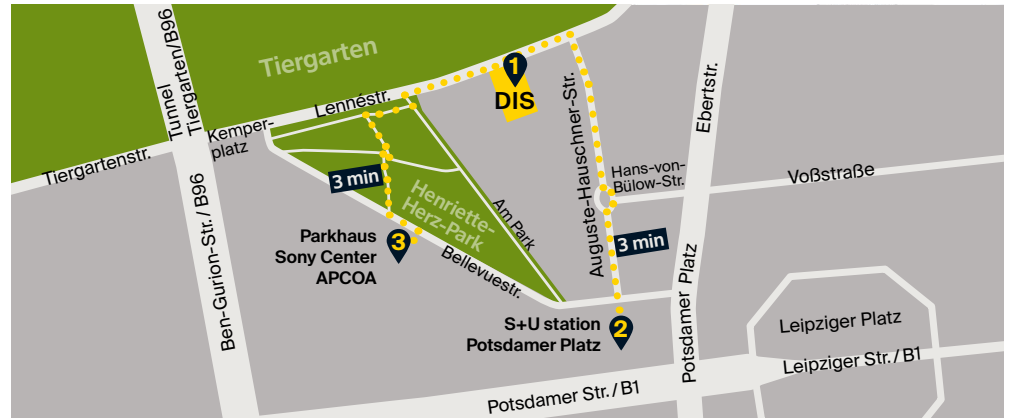 Tiergarten
Tunnel
Tiergarten/B96
1
DIS
Lennéstr.
Kemper-
platz
Tiergartenstr.
Ebertstr.
Auguste-Hauschner-Str.
Hans-von-
Bülow-Str.
Voßstraße
3 min
Henriette-
Herz-Park
Am Park
3 min
Parkhaus
Sony Center
APCOA
3
Bellevuestr.
Ben-Gurion-Str. / B96
S+U station
Potsdamer Platz
2
Potsdamer Platz
Leipziger Platz
Leipziger Str. / B1
Potsdamer Str. / B1